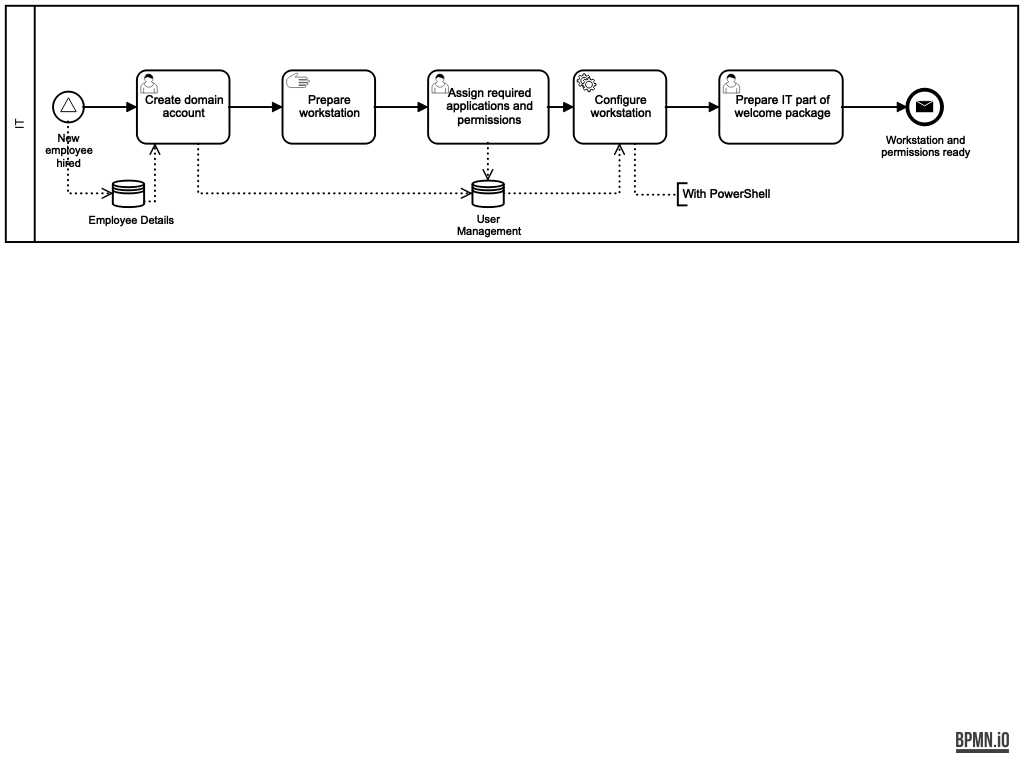 IT
New
employee
hired
Create domain
account
Prepare
workstation
Assign required
applications and
permissions
Configure
workstation
Prepare IT part of
welcome package
Workstation and
permissions ready
Employee Details
User
Management
With PowerShell
BPMN.iO